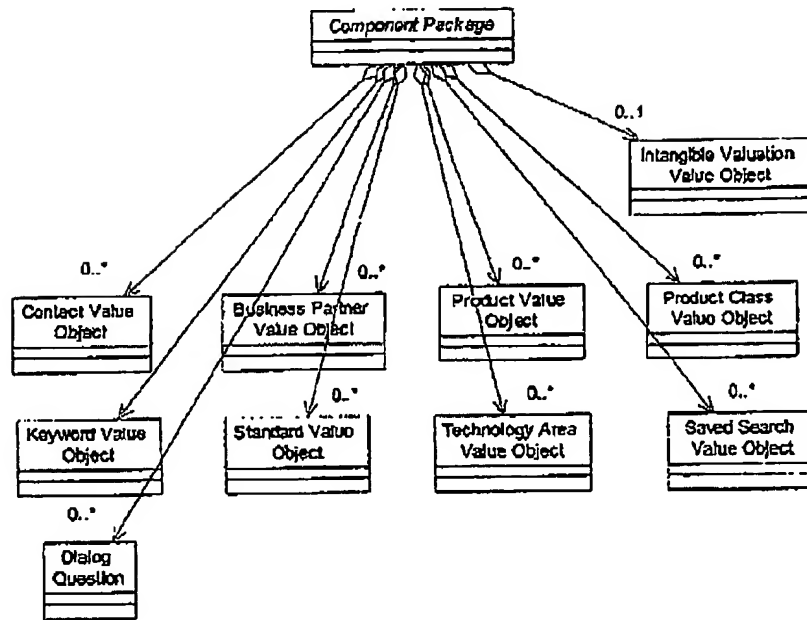 Component Package
0..1
Intangible Valuation
Value Object
0..*
0..*
0..*
0..*
Contact Value
Object
Business Partner
Value Object
Product Value
Object
Product Class
Value Object
0..*
0..*
0..*
Keyword Value
Object
Standard Value
Object
Technology Area
Value Object
Saved Search
Value Object
0..*
Dialog
Question